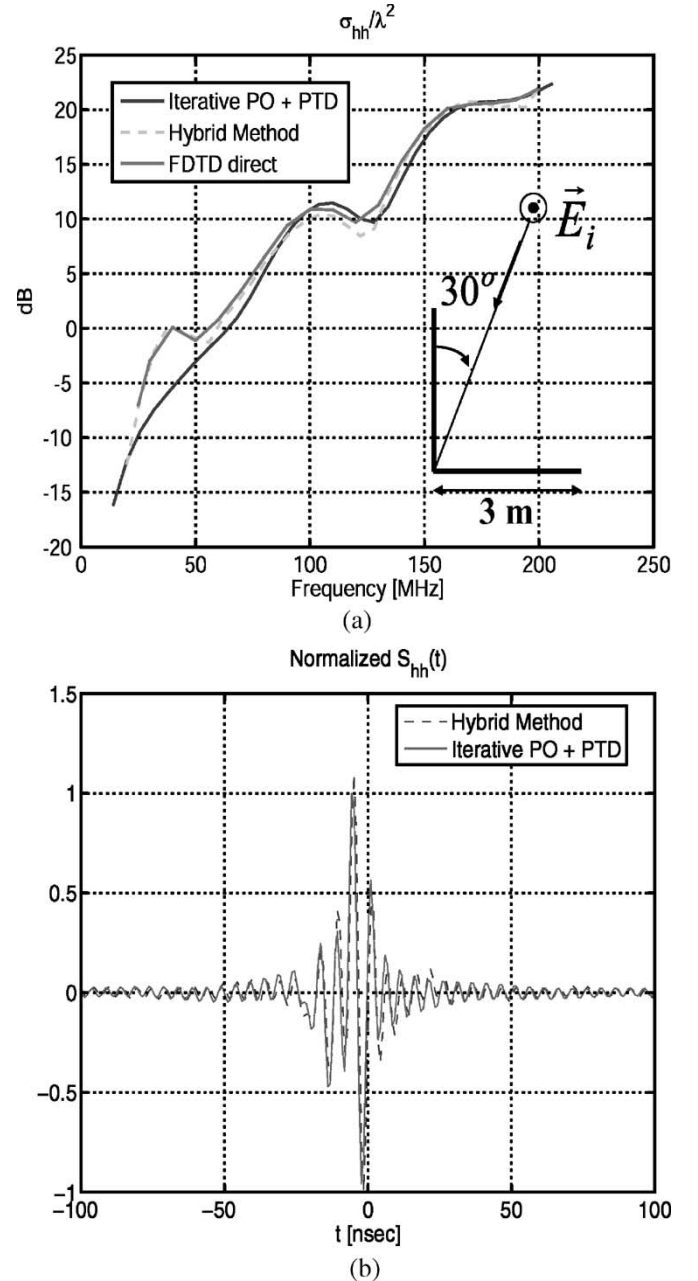 σhh/λ²
25
20
15
10
5
0
-5
-10
-15
-20
dB
Iterative PO + PTD
Hybrid Method
FDTD direct
E⃗i
30o
3 m
0 50 100 150 200 250
Frequency [MHz]
(a)
Normalized Shh(t)
1.5
1
0.5
0
−0.5
−1
Hybrid Method
Iterative PO + PTD
−100 −50 0 50 100
t [nsec]
(b)